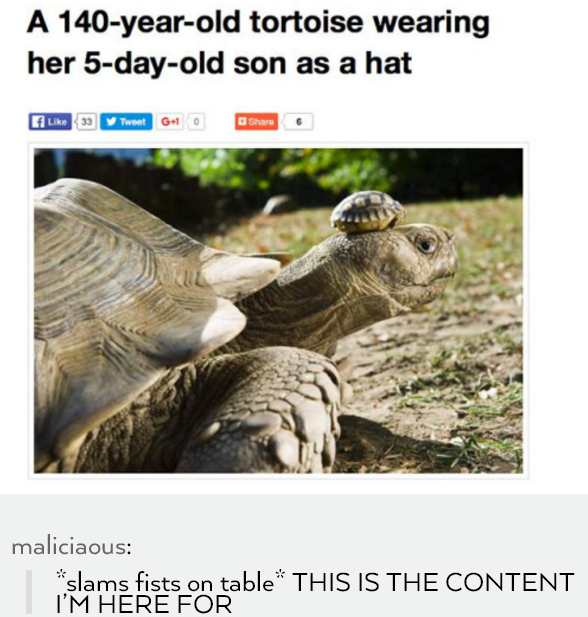 A 140-year-old tortoise wearing
her 5-day-old son as a hat
Like 33 Tweet G+1 0 Share 6
maliciaous:
*slams fists on table* THIS IS THE CONTENT
I'M HERE FOR